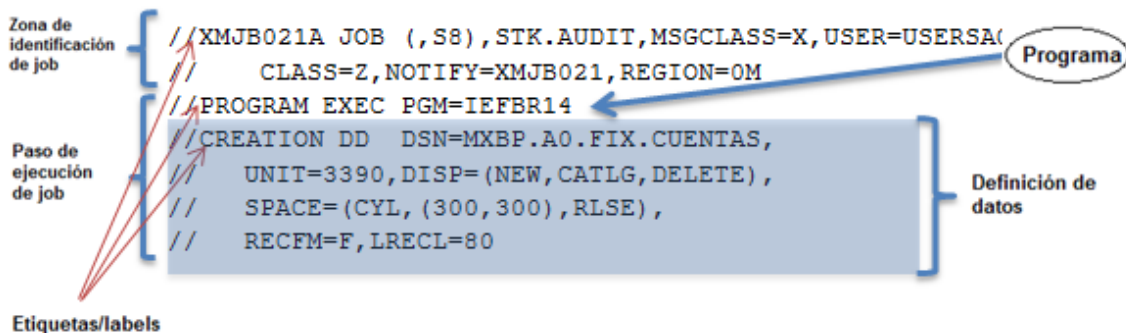 Zona de
identificación
de job
//XMJB021A JOB (,S8),STK.AUDIT,MSGCLASS=X,USER=USERSA
//    CLASS=Z,NOTIFY=XMJB021,REGION=0M
Programa
//PROGRAM EXEC PGM=IEFBR14
Paso de
ejecución
de job
//CREATION DD  DSN=MXBP.A0.FIX.CUENTAS,
//   UNIT=3390,DISP=(NEW,CATLG,DELETE),
//   SPACE=(CYL,(300,300),RLSE),
//   RECFM=F,LRECL=80
Definición de
datos
Etiquetas/labels